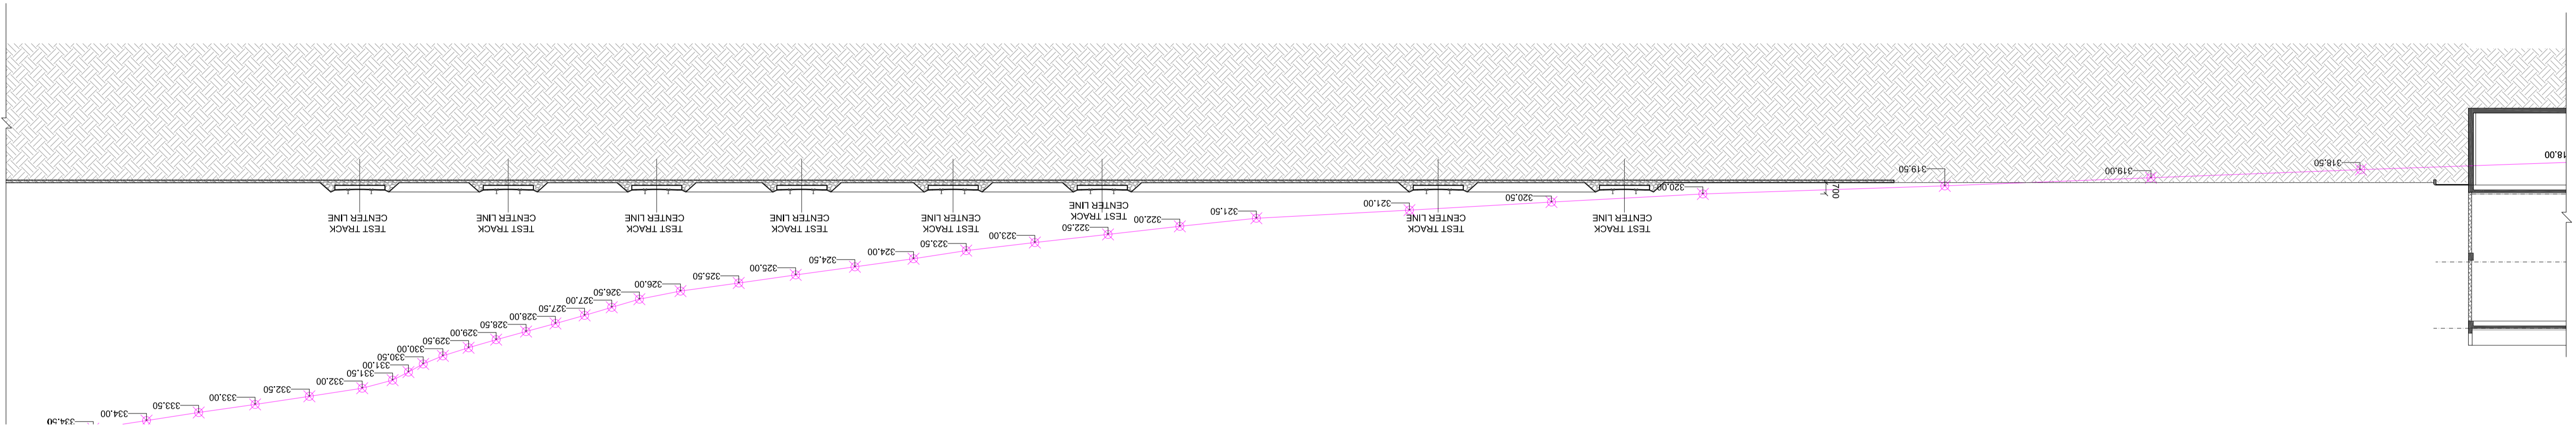 334.50
334.00
333.50
333.00
332.50
332.00
331.50
331.00
330.50
330.00
329.50
329.00
328.50
328.00
327.50
327.00
326.50
326.00
325.50
325.00
324.50
324.00
323.50
323.00
322.50
322.00
321.50
321.00
320.50
320.00
319.50
319.00
318.50
18.00
TEST TRACK
CENTER LINE
TEST TRACK
CENTER LINE
TEST TRACK
CENTER LINE
TEST TRACK
CENTER LINE
TEST TRACK
CENTER LINE
TEST TRACK
CENTER LINE
TEST TRACK
CENTER LINE
TEST TRACK
CENTER LINE
700